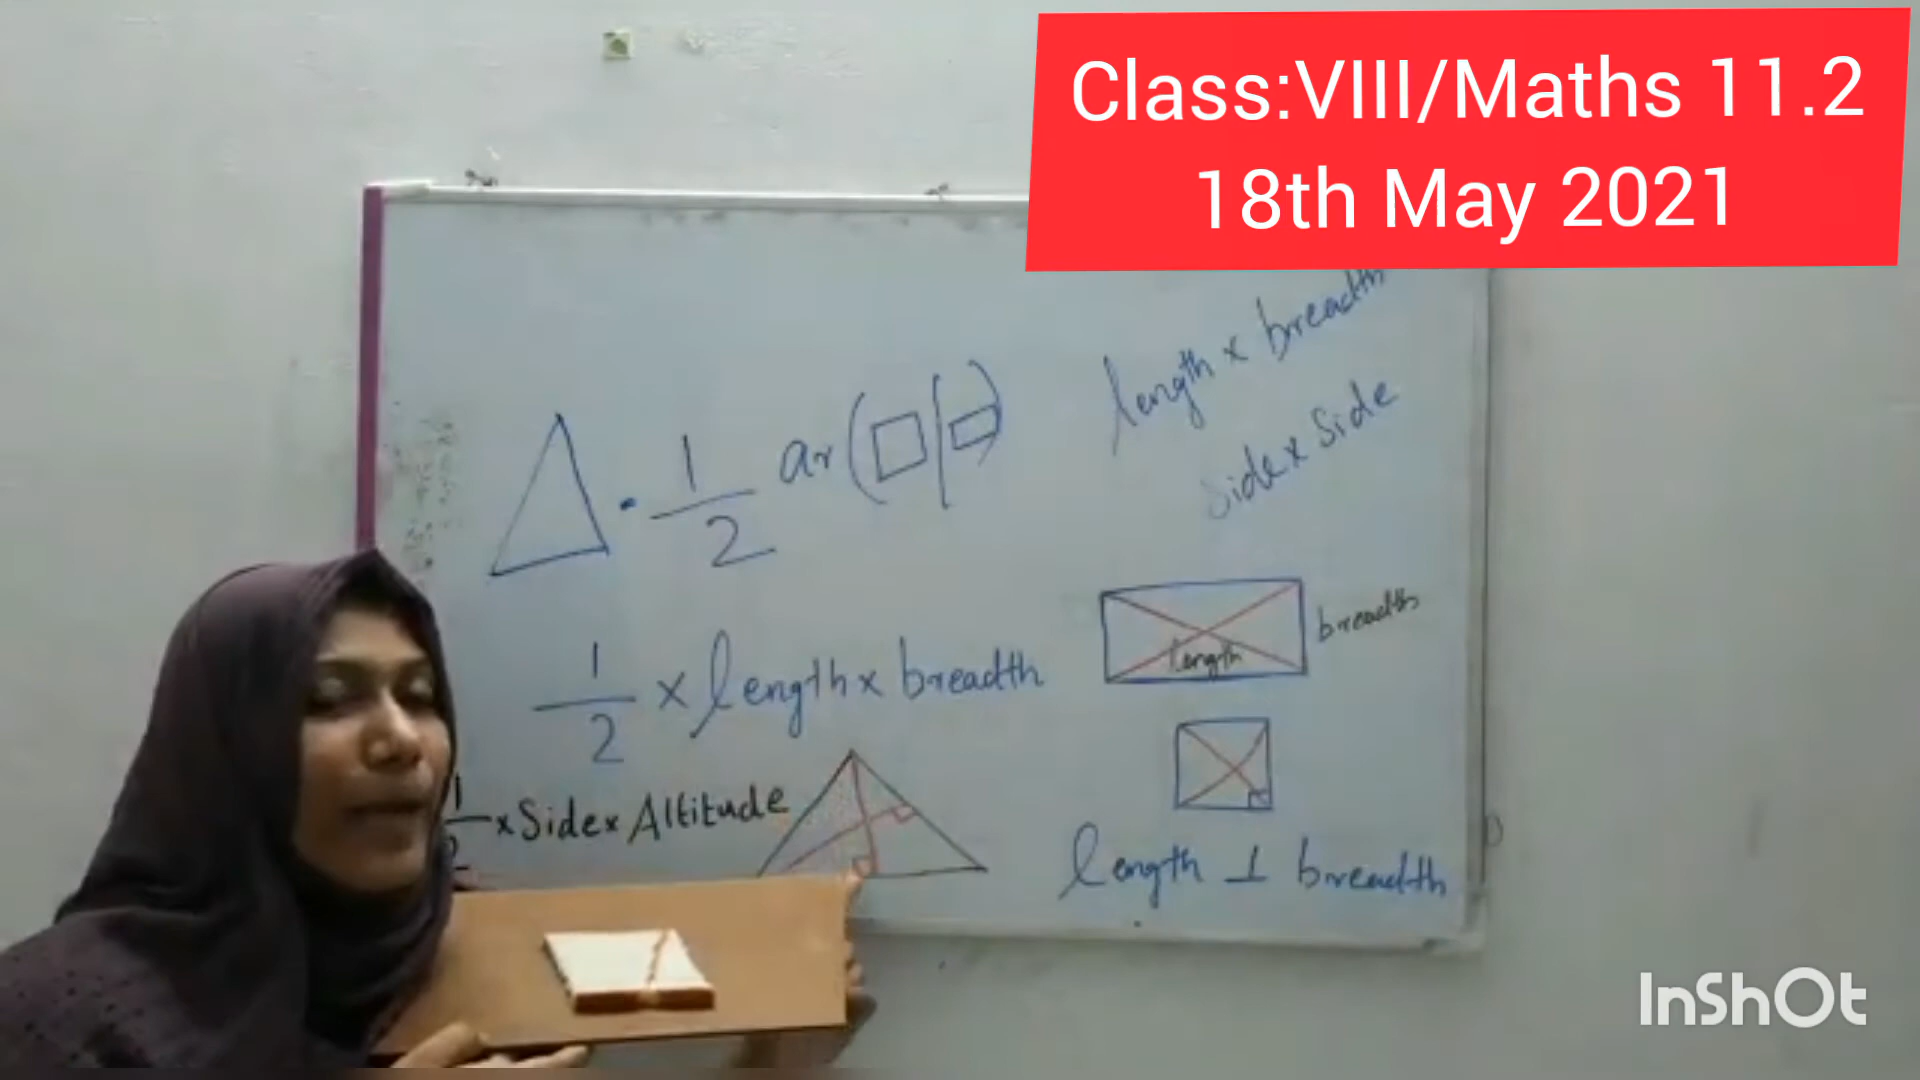 Class:VIII/Maths 11.2
18th May 2021
length x breadth
side x Side
1/2 ar(□/▭)
length
breadth
1/2 x length x breadth
1/2 x Side x Altitude
length ⊥ breadth
InShOt